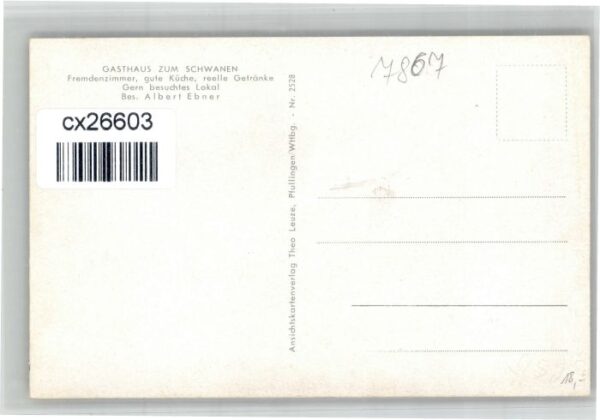 GASTHAUS ZUM SCHWANEN
Fremdenzimmer, gute Küche, reelle Getränke
Gern besuchtes Lokal
Bes. Albert Ebner
cx26603
Ansichtskartenverlag Theo Leuze, Pfullingen/Wttbg. - Nr. 2528
7867
18,-